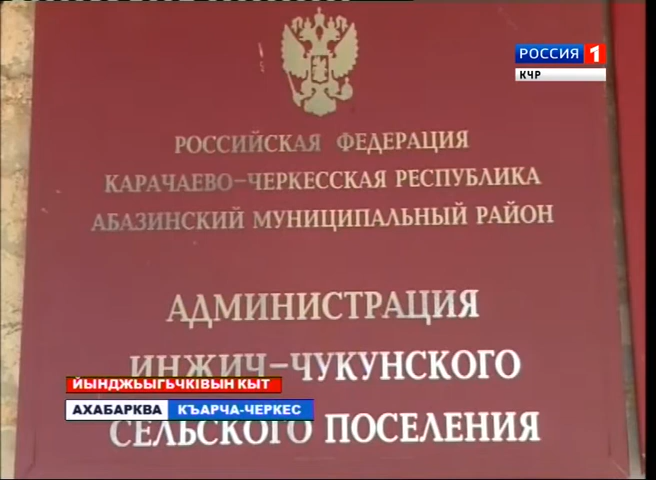 РОССИЯ 1
КЧР
РОССИЙСКАЯ ФЕДЕРАЦИЯ
КАРАЧАЕВО-ЧЕРКЕССКАЯ РЕСПУБЛИКА
АБАЗИНСКИЙ МУНИЦИПАЛЬНЫЙ РАЙОН
АДМИНИСТРАЦИЯ
ИНЖИЧ-ЧУКУНСКОГО
ЙЫНДЖЬЫГЬЧКIВЫН КЫТ
АХАБАРКВА КЪАРЧА-ЧЕРКЕС
СЕЛЬСКОГО ПОСЕЛЕНИЯ